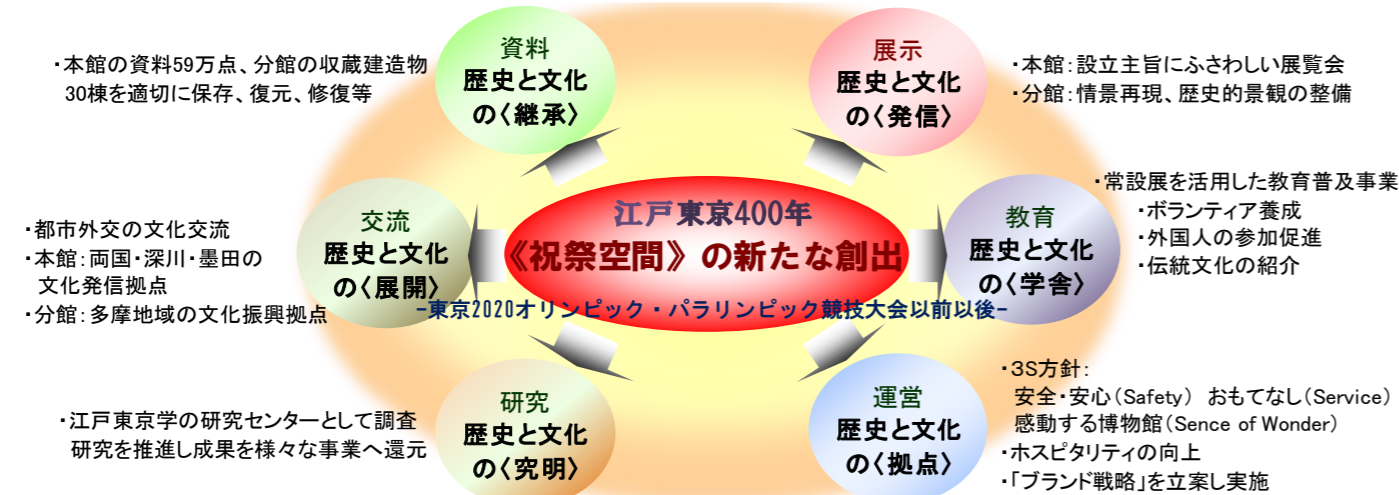 資料
歴史と文化
の〈継承〉
・本館の資料59万点、分館の収蔵建造物
30棟を適切に保存、復元、修復等
展示
歴史と文化
の〈発信〉
・本館：設立主旨にふさわしい展覧会
・分館：情景再現、歴史的景観の整備
交流
歴史と文化
の〈展開〉
・都市外交の文化交流
・本館：両国・深川・墨田の
文化発信拠点
・分館：多摩地域の文化振興拠点
江戸東京400年
《祝祭空間》の新たな創出
-東京2020オリンピック・パラリンピック競技大会以前以後-
教育
歴史と文化
の〈学舎〉
・常設展を活用した教育普及事業
・ボランティア養成
・外国人の参加促進
・伝統文化の紹介
研究
歴史と文化
の〈究明〉
・江戸東京学の研究センターとして調査
研究を推進し成果を様々な事業へ還元
運営
歴史と文化
の〈拠点〉
・3S方針：
安全・安心（Safety） おもてなし（Service）
感動する博物館（Sence of Wonder）
・ホスピタリティの向上
・「ブランド戦略」を立案し実施